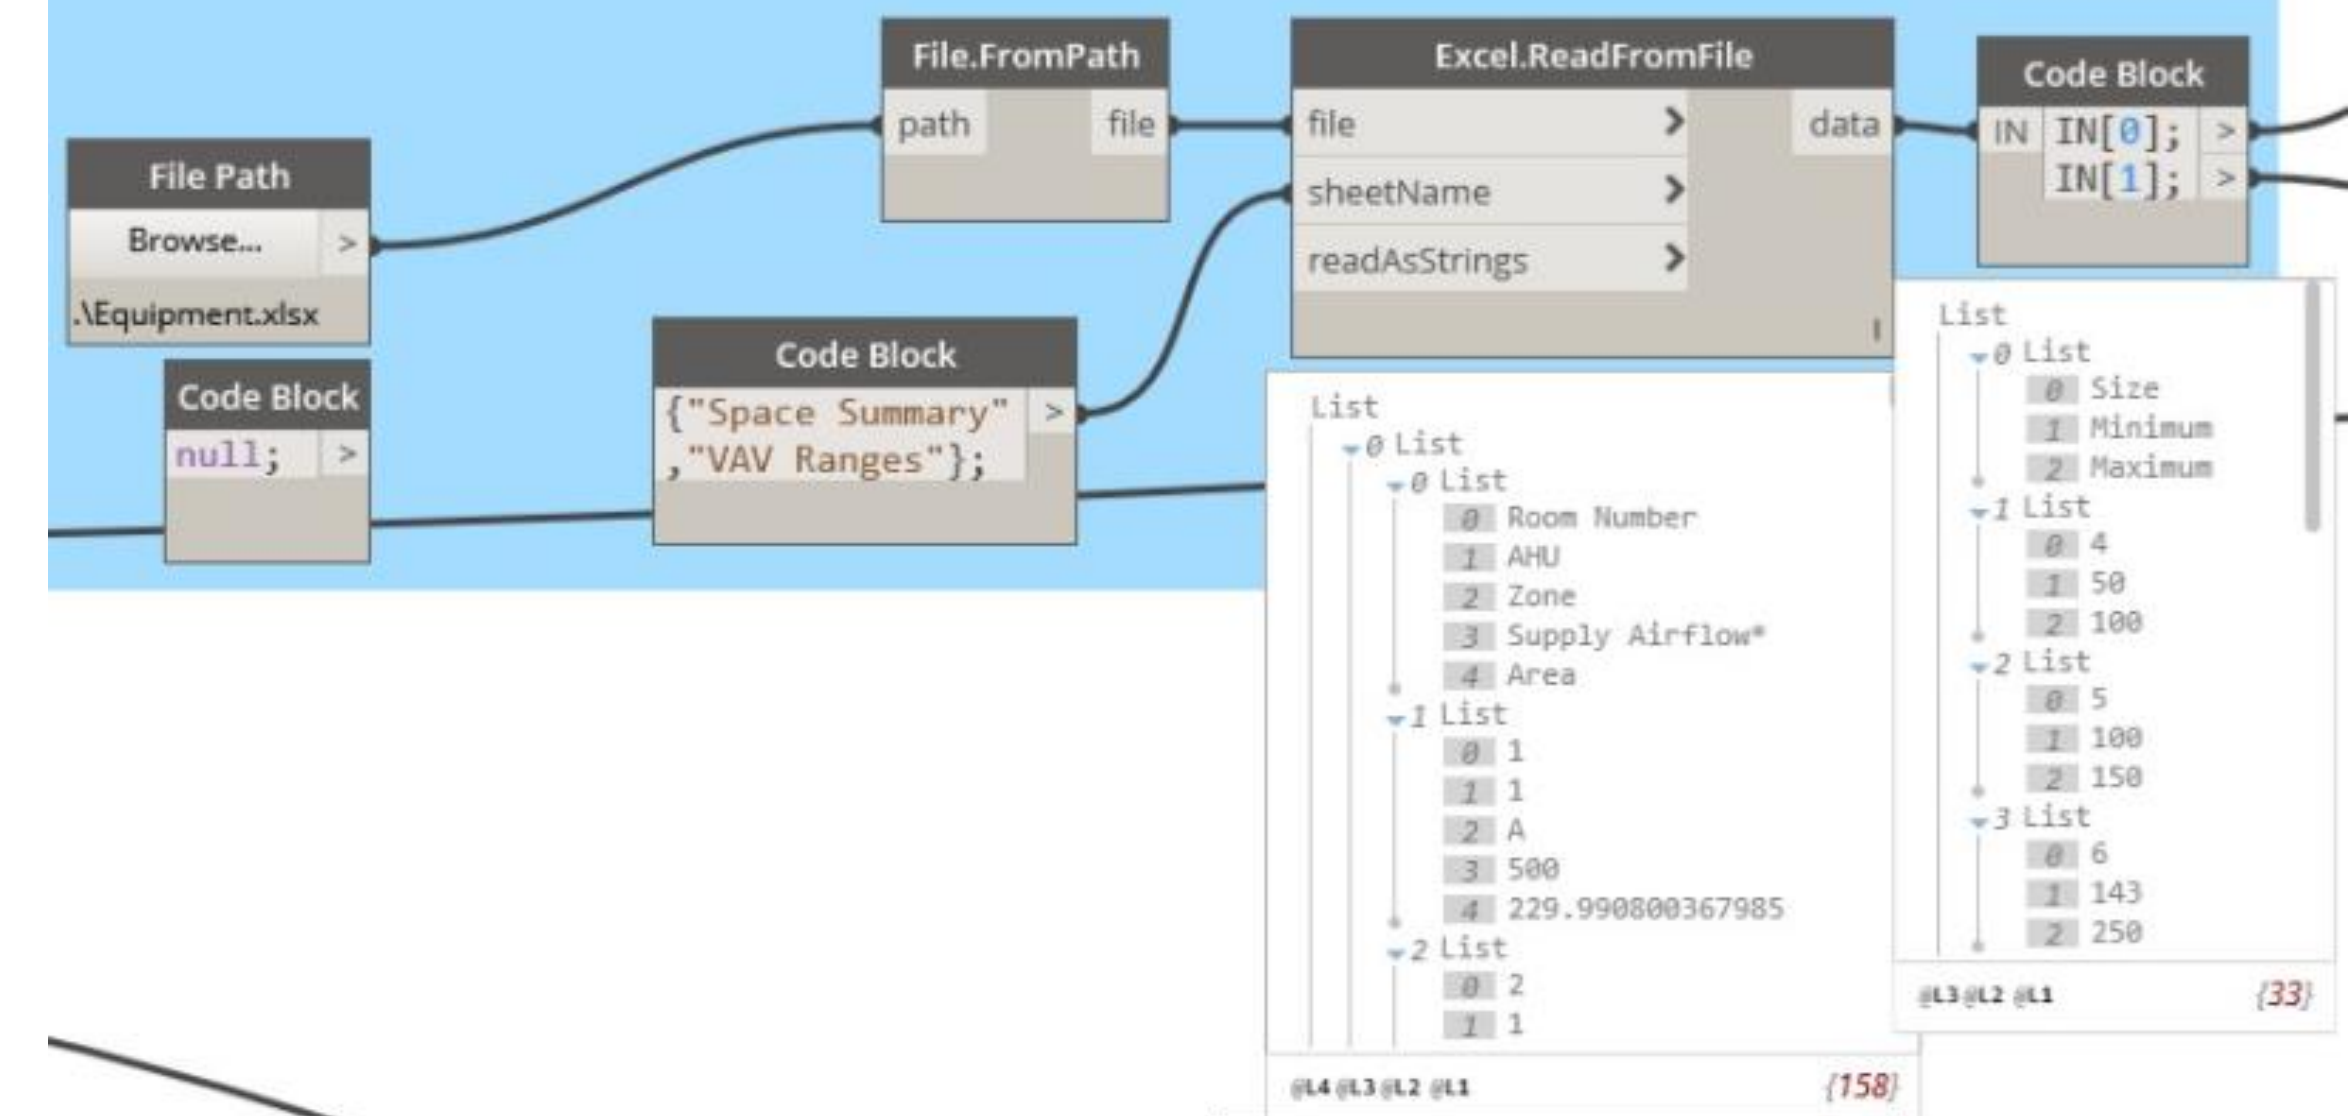 File Path
Browse... >
.\Equipment.xlsx
Code Block
null; >
File.FromPath
path file
Code Block
{"Space Summary" >
,"VAV Ranges"};
Excel.ReadFromFile
file > data
sheetName >
readAsStrings >
l
Code Block
IN IN[0]; >
IN[1]; >
List
0 List
0 List
0 Room Number
1 AHU
2 Zone
3 Supply Airflow*
4 Area
1 List
0 1
1 1
2 A
3 500
4 229.990800367985
2 List
0 2
1 1
@L4 @L3 @L2 @L1 {158}
List
0 List
0 Size
1 Minimum
2 Maximum
1 List
0 4
1 50
2 100
2 List
0 5
1 100
2 150
3 List
0 6
1 143
2 250
@L3 @L2 @L1 {33}